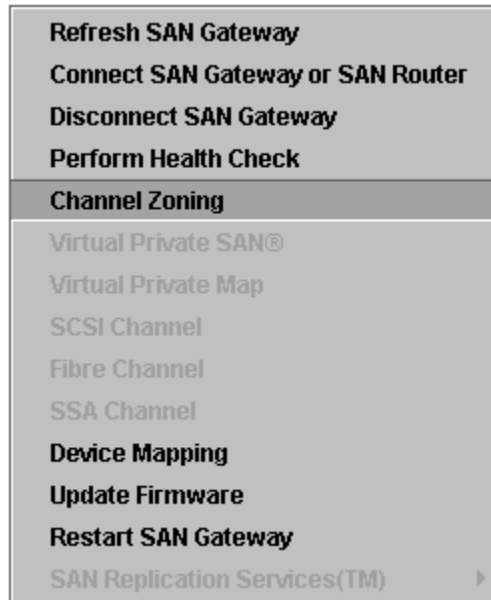 Refresh SAN Gateway
Connect SAN Gateway or SAN Router
Disconnect SAN Gateway
Perform Health Check
Channel Zoning
Virtual Private SAN®
Virtual Private Map
SCSI Channel
Fibre Channel
SSA Channel
Device Mapping
Update Firmware
Restart SAN Gateway
SAN Replication Services(TM)